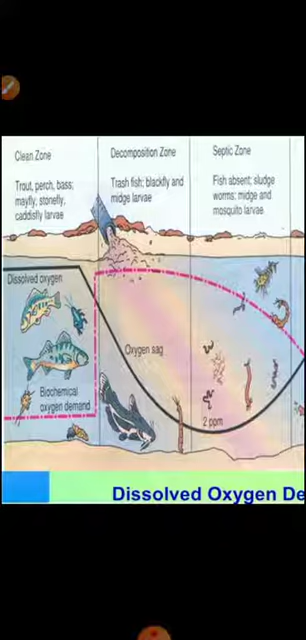 Clean Zone
Trout, perch, bass;
mayfly; stonefly,
caddisfly larvae
Decomposition Zone
Trash fish; blackfly and
midge larvae
Septic Zone
Fish absent; sludge
worms; midge and
mosquito larvae
Dissolved oxygen
Oxygen sag
Biochemical
oxygen demand
2 ppm
Dissolved Oxygen De